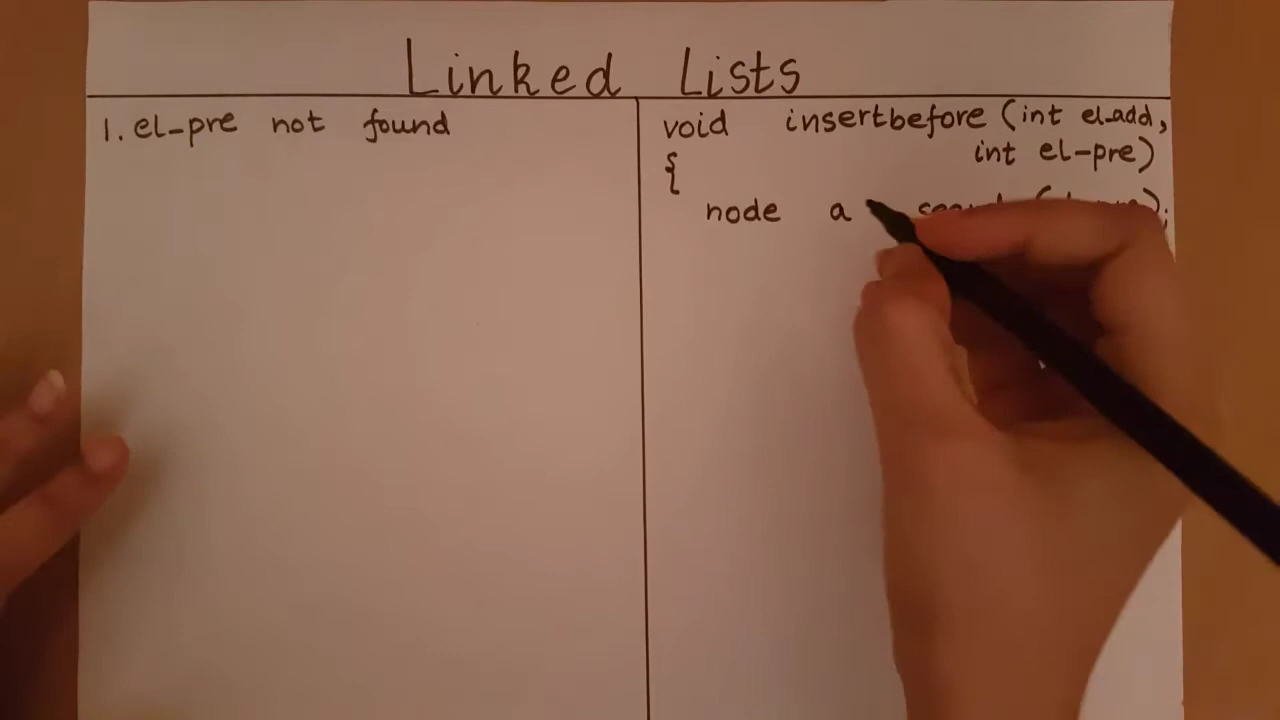 Linked Lists
1. el-pre not found
void insertbefore (int el-add,
int el-pre)
{
node a